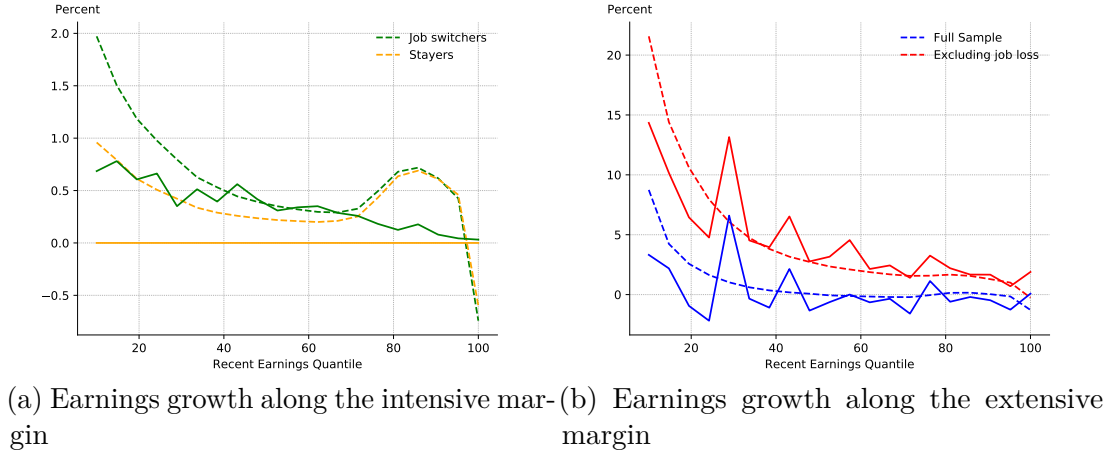 Percent
2.0
1.5
1.0
0.5
0.0
−0.5
20 40 60 80 100
Recent Earnings Quantile
Job switchers
Stayers
(a) Earnings growth along the intensive mar-
gin
Percent
20
15
10
5
0
20 40 60 80 100
Recent Earnings Quantile
Full Sample
Excluding job loss
(b) Earnings growth along the extensive
margin